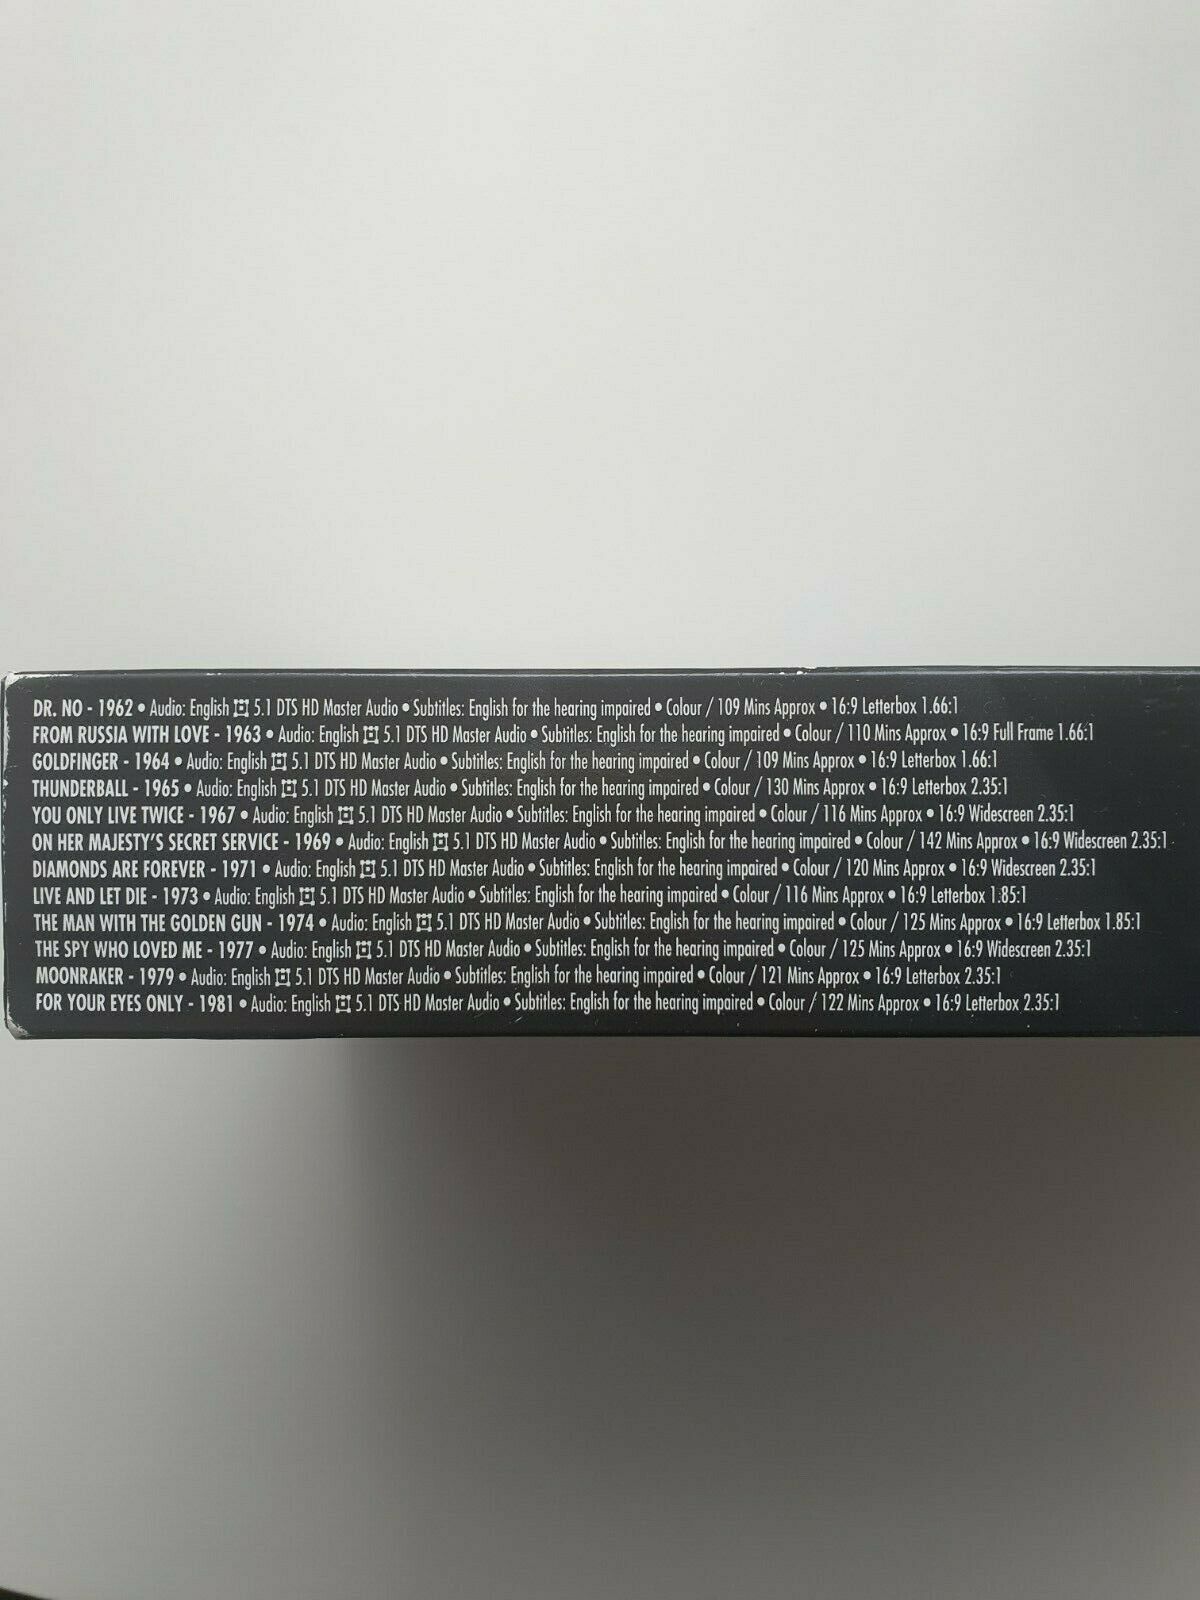 DR. NO - 1962 • Audio: English 5.1 DTS HD Master Audio • Subtitles: English for the hearing impaired • Colour / 109 Mins Approx • 16:9 Letterbox 1.66:1
FROM RUSSIA WITH LOVE - 1963 • Audio: English 5.1 DTS HD Master Audio • Subtitles: English for the hearing impaired • Colour / 110 Mins Approx • 16:9 Full Frame 1.66:1
GOLDFINGER - 1964 • Audio: English 5.1 DTS HD Master Audio • Subtitles: English for the hearing impaired • Colour / 109 Mins Approx • 16:9 Letterbox 1.66:1
THUNDERBALL - 1965 • Audio: English 5.1 DTS HD Master Audio • Subtitles: English for the hearing impaired • Colour / 130 Mins Approx • 16:9 Letterbox 2.35:1
YOU ONLY LIVE TWICE - 1967 • Audio: English 5.1 DTS HD Master Audio • Subtitles: English for the hearing impaired • Colour / 116 Mins Approx • 16:9 Widescreen 2.35:1
ON HER MAJESTY'S SECRET SERVICE - 1969 • Audio: English 5.1 DTS HD Master Audio • Subtitles: English for the hearing impaired • Colour / 142 Mins Approx • 16:9 Widescreen 2.35:1
DIAMONDS ARE FOREVER - 1971 • Audio: English 5.1 DTS HD Master Audio • Subtitles: English for the hearing impaired • Colour / 120 Mins Approx • 16:9 Widescreen 2.35:1
LIVE AND LET DIE - 1973 • Audio: English 5.1 DTS HD Master Audio • Subtitles: English for the hearing impaired • Colour / 116 Mins Approx • 16:9 Letterbox 1.85:1
THE MAN WITH THE GOLDEN GUN - 1974 • Audio: English 5.1 DTS HD Master Audio • Subtitles: English for the hearing impaired • Colour / 125 Mins Approx • 16:9 Letterbox 1.85:1
THE SPY WHO LOVED ME - 1977 • Audio: English 5.1 DTS HD Master Audio • Subtitles: English for the hearing impaired • Colour / 125 Mins Approx • 16:9 Widescreen 2.35:1
MOONRAKER - 1979 • Audio: English 5.1 DTS HD Master Audio • Subtitles: English for the hearing impaired • Colour / 121 Mins Approx • 16:9 Letterbox 2.35:1
FOR YOUR EYES ONLY - 1981 • Audio: English 5.1 DTS HD Master Audio • Subtitles: English for the hearing impaired • Colour / 122 Mins Approx • 16:9 Letterbox 2.35:1